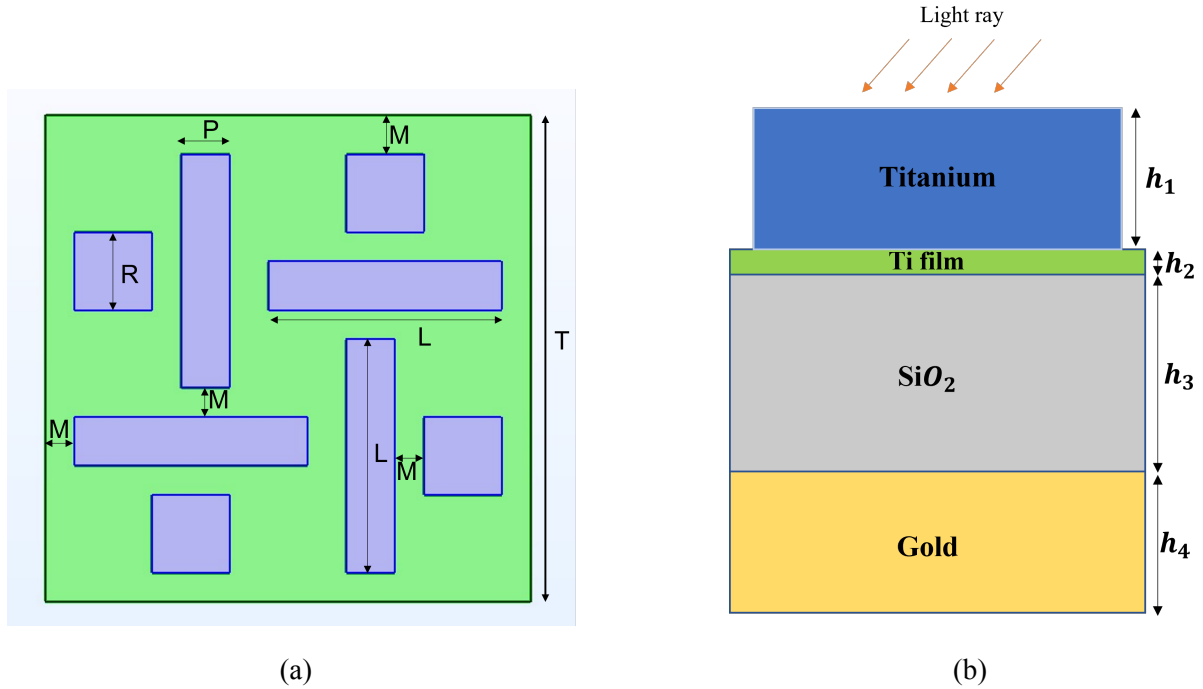 Light ray
P
M
R
L
T
M
M
L
M
Titanium
h₁
Ti film
h₂
SiO₂
h₃
Gold
h₄
(a)
(b)